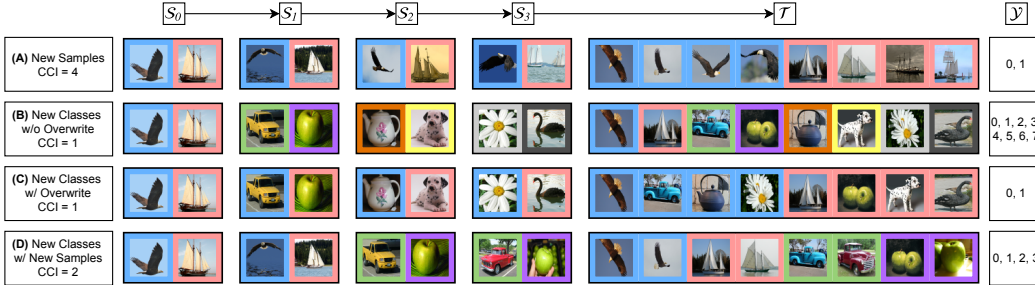 S0 S1 S2 S3 T Y
(A) New Samples
CCI = 4
0, 1
(B) New Classes
w/o Overwrite
CCI = 1
0, 1, 2, 3
4, 5, 6, 7
(C) New Classes
w/ Overwrite
CCI = 1
0, 1
(D) New Classes
w/ New Samples
CCI = 2
0, 1, 2, 3